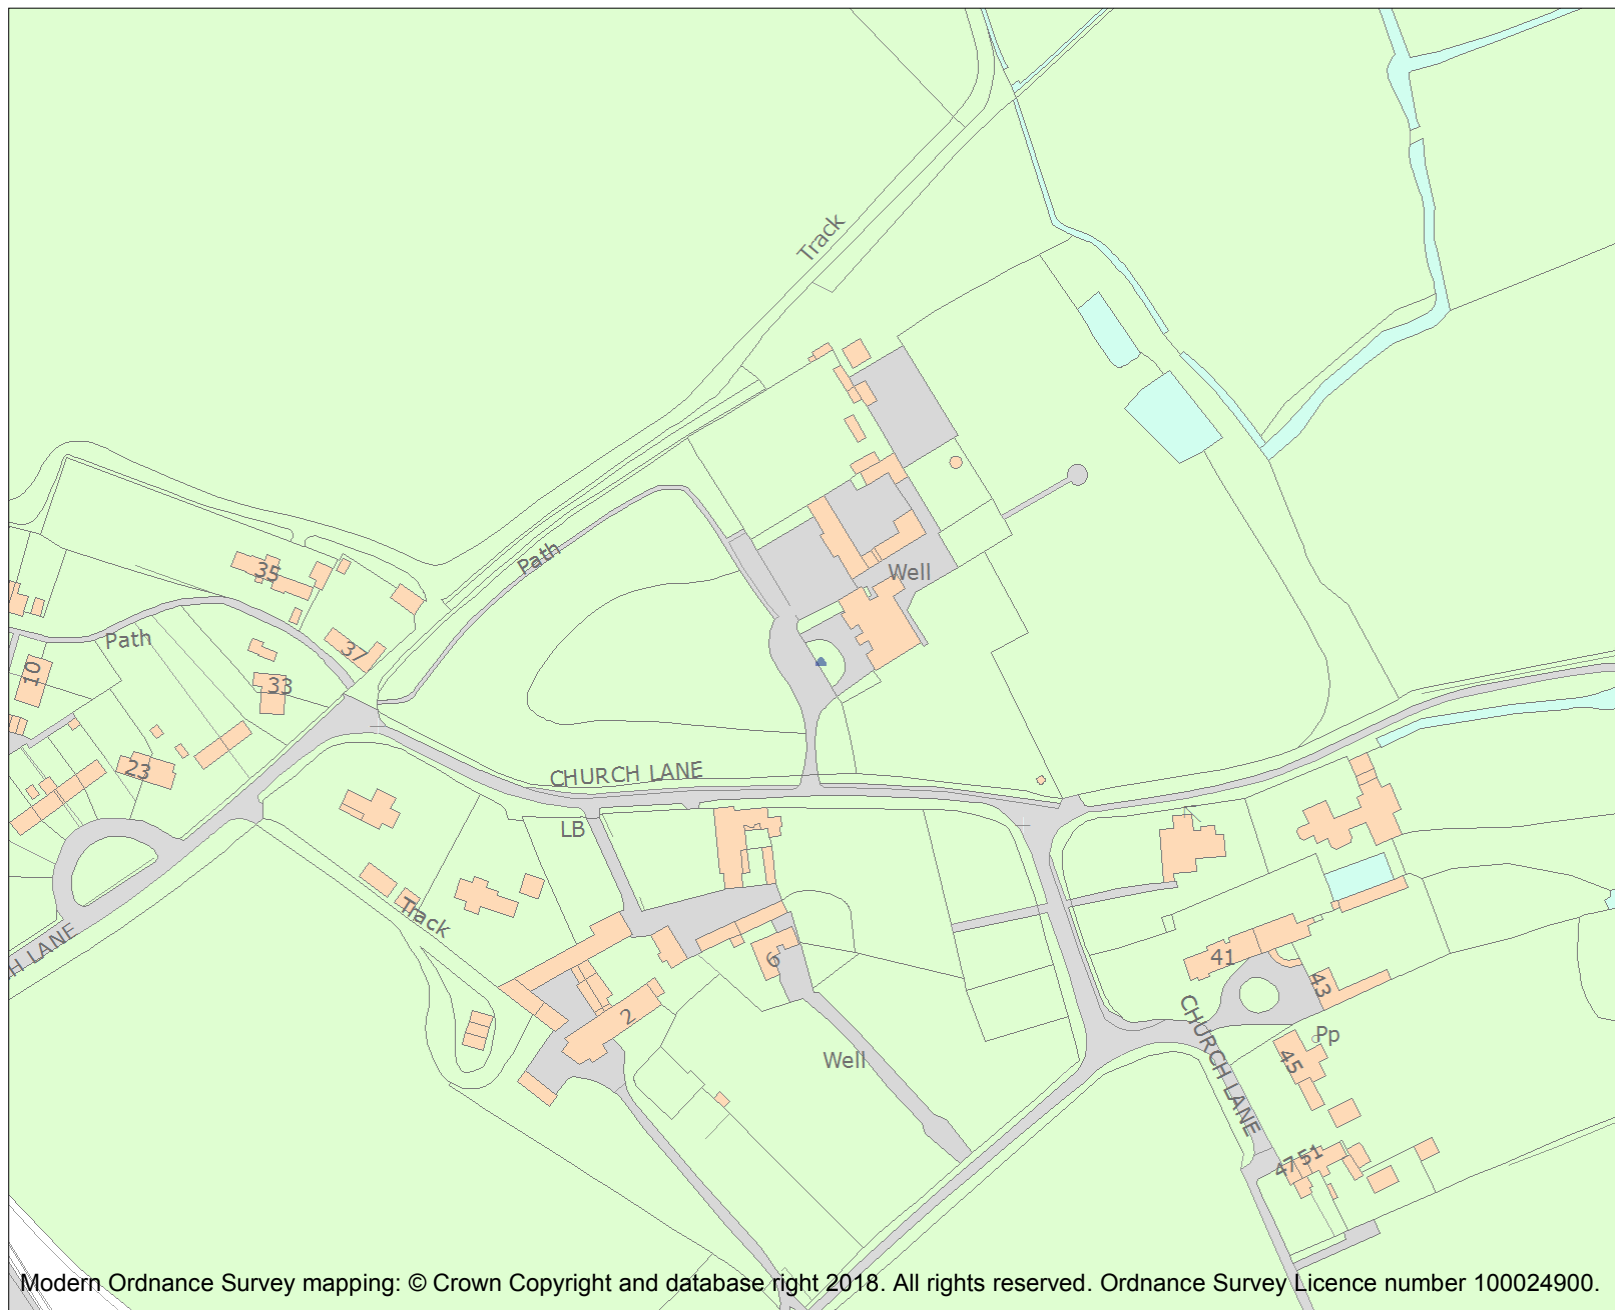 Track
Path
Well
35
Path
37
10
33
23
CHURCH LANE
LB
Track
H LANE
6
2
Well
41
43
CHURCH LANE
Pp
45
47
51
Modern Ordnance Survey mapping: © Crown Copyright and database right 2018. All rights reserved. Ordnance Survey Licence number 100024900.